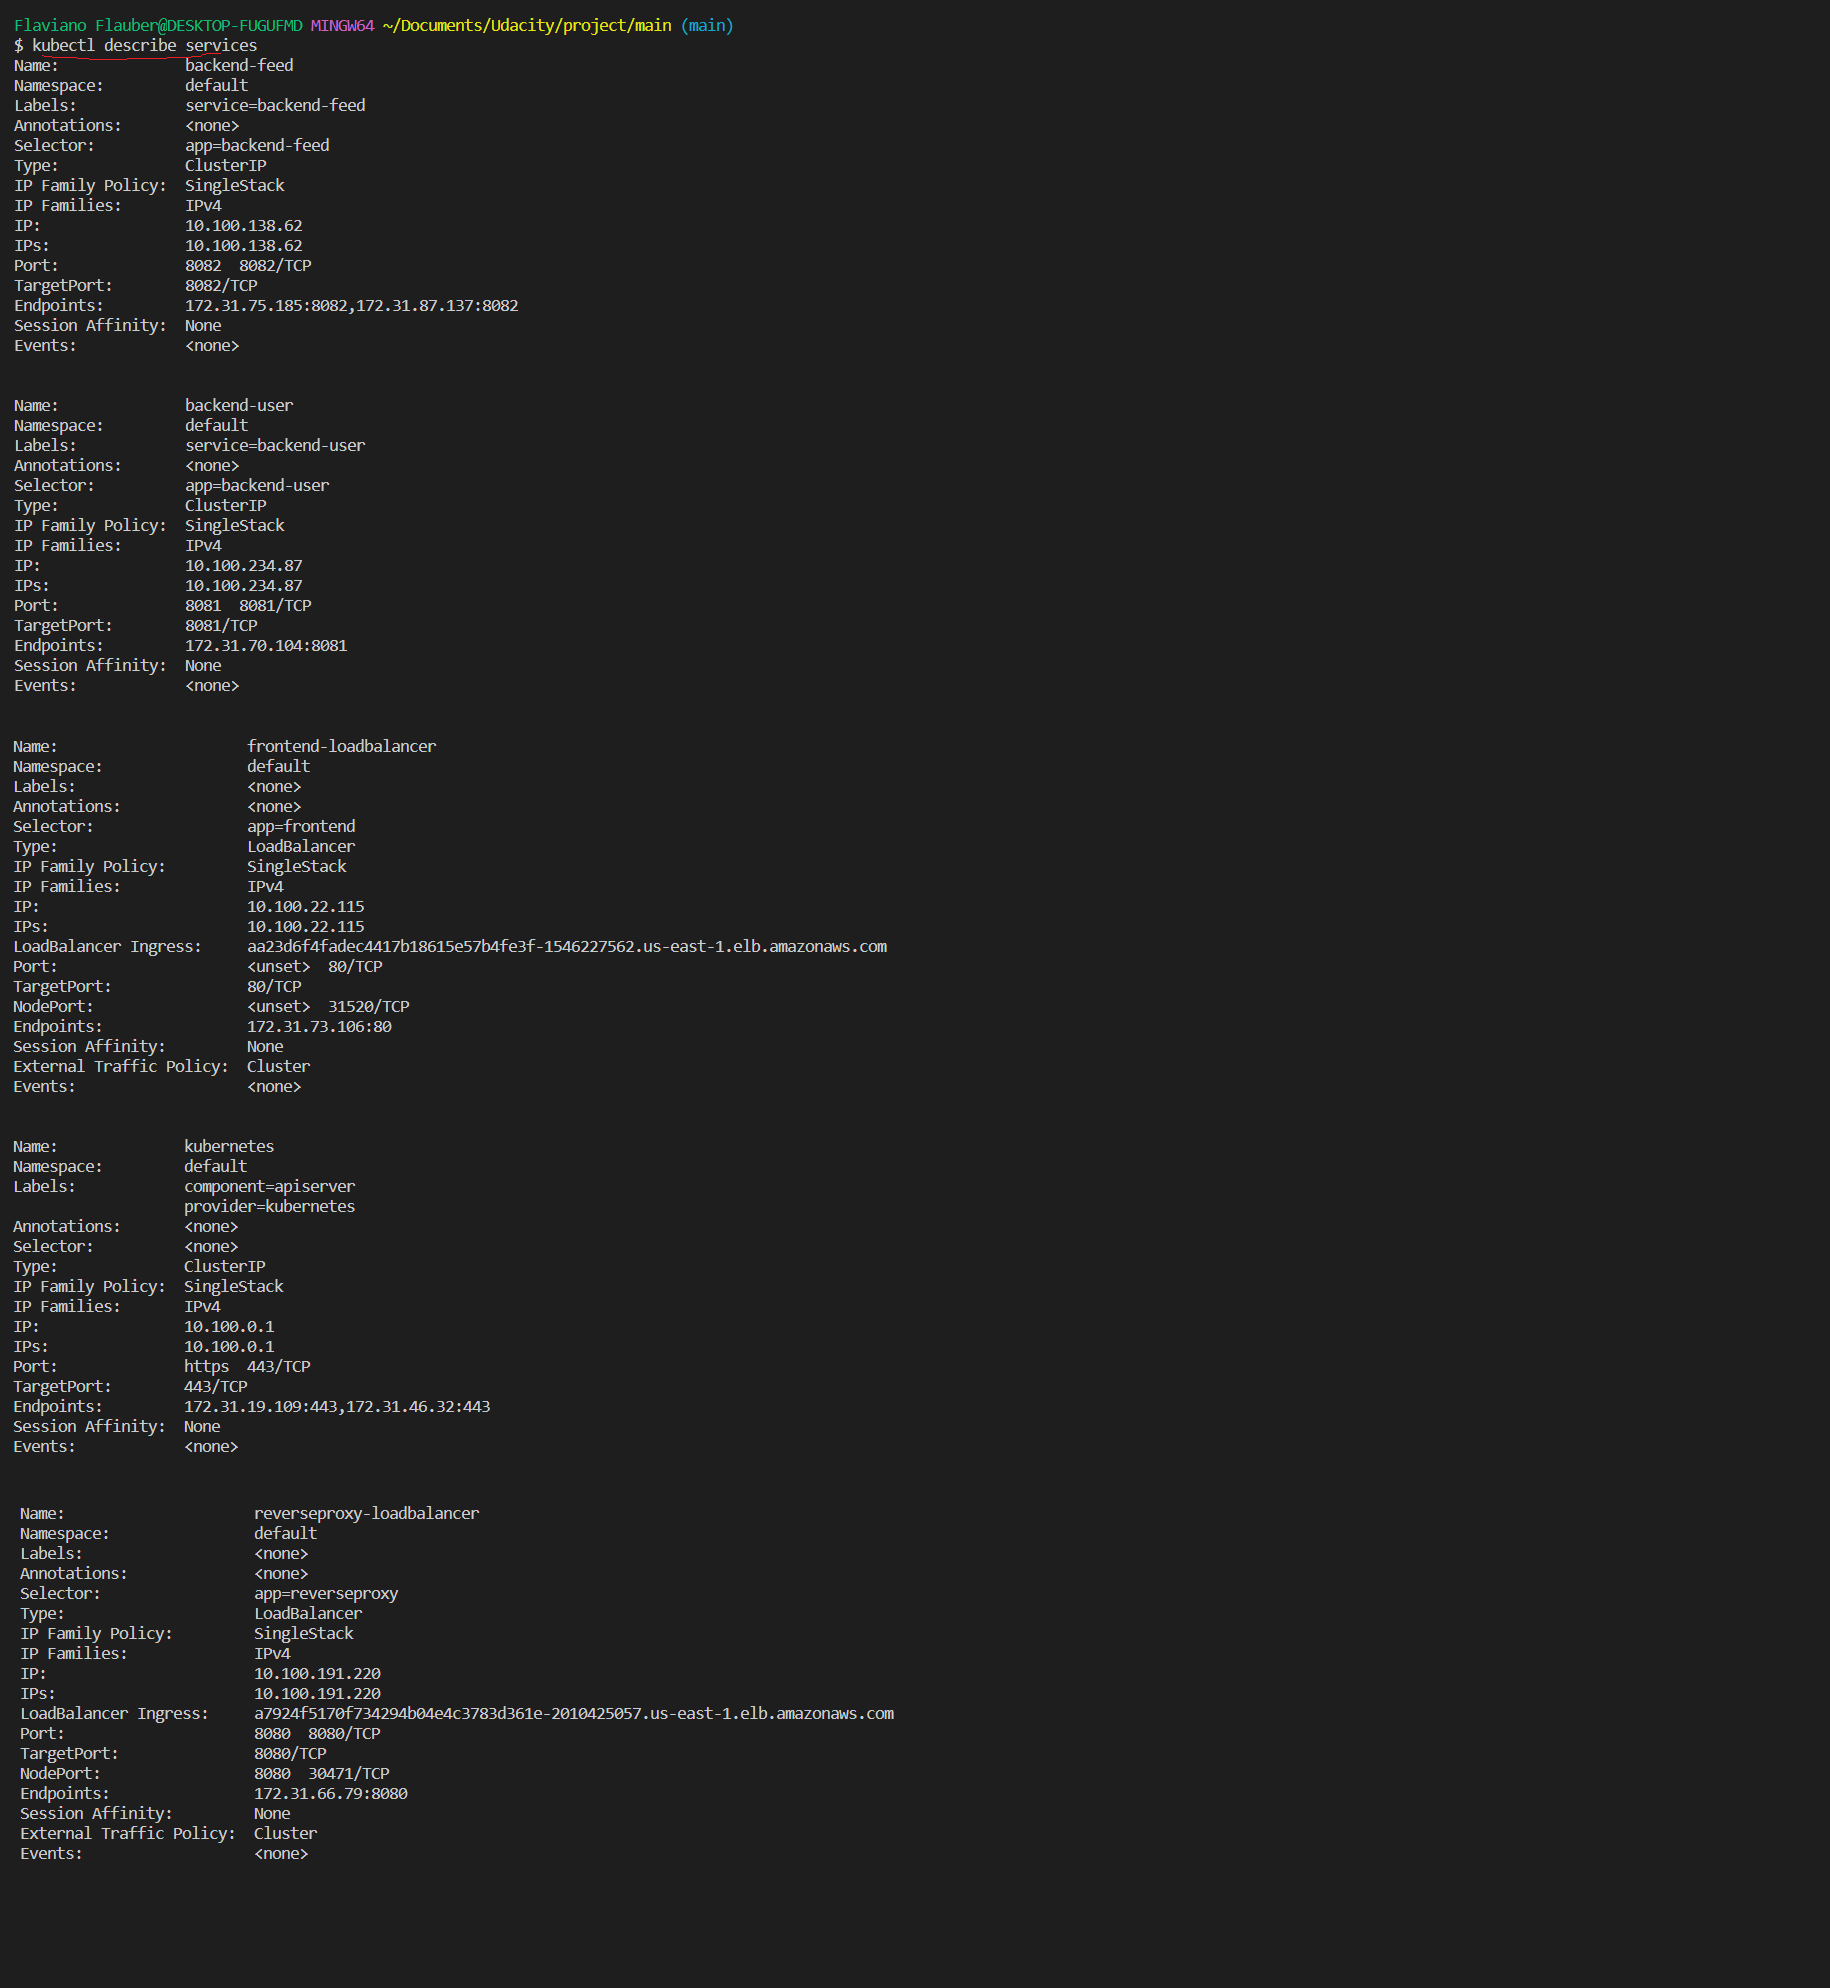 Flaviano Flauber@DESKTOP-FUGUFMD MINGW64 ~/Documents/Udacity/project/main (main)
$ kubectl describe services
Name:              backend-feed
Namespace:         default
Labels:            service=backend-feed
Annotations:       <none>
Selector:          app=backend-feed
Type:              ClusterIP
IP Family Policy:  SingleStack
IP Families:       IPv4
IP:                10.100.138.62
IPs:               10.100.138.62
Port:              8082  8082/TCP
TargetPort:        8082/TCP
Endpoints:         172.31.75.185:8082,172.31.87.137:8082
Session Affinity:  None
Events:            <none>
Name:              backend-user
Namespace:         default
Labels:            service=backend-user
Annotations:       <none>
Selector:          app=backend-user
Type:              ClusterIP
IP Family Policy:  SingleStack
IP Families:       IPv4
IP:                10.100.234.87
IPs:               10.100.234.87
Port:              8081  8081/TCP
TargetPort:        8081/TCP
Endpoints:         172.31.70.104:8081
Session Affinity:  None
Events:            <none>
Name:                     frontend-loadbalancer
Namespace:                default
Labels:                   <none>
Annotations:              <none>
Selector:                 app=frontend
Type:                     LoadBalancer
IP Family Policy:         SingleStack
IP Families:              IPv4
IP:                       10.100.22.115
IPs:                      10.100.22.115
LoadBalancer Ingress:     aa23d6f4fadec4417b18615e57b4fe3f-1546227562.us-east-1.elb.amazonaws.com
Port:                     <unset>  80/TCP
TargetPort:               80/TCP
NodePort:                 <unset>  31520/TCP
Endpoints:                172.31.73.106:80
Session Affinity:         None
External Traffic Policy:  Cluster
Events:                   <none>
Name:              kubernetes
Namespace:         default
Labels:            component=apiserver
                   provider=kubernetes
Annotations:       <none>
Selector:          <none>
Type:              ClusterIP
IP Family Policy:  SingleStack
IP Families:       IPv4
IP:                10.100.0.1
IPs:               10.100.0.1
Port:              https  443/TCP
TargetPort:        443/TCP
Endpoints:         172.31.19.109:443,172.31.46.32:443
Session Affinity:  None
Events:            <none>
Name:                     reverseproxy-loadbalancer
Namespace:                default
Labels:                   <none>
Annotations:              <none>
Selector:                 app=reverseproxy
Type:                     LoadBalancer
IP Family Policy:         SingleStack
IP Families:              IPv4
IP:                       10.100.191.220
IPs:                      10.100.191.220
LoadBalancer Ingress:     a7924f5170f734294b04e4c3783d361e-2010425057.us-east-1.elb.amazonaws.com
Port:                     8080  8080/TCP
TargetPort:               8080/TCP
NodePort:                 8080  30471/TCP
Endpoints:                172.31.66.79:8080
Session Affinity:         None
External Traffic Policy:  Cluster
Events:                   <none>